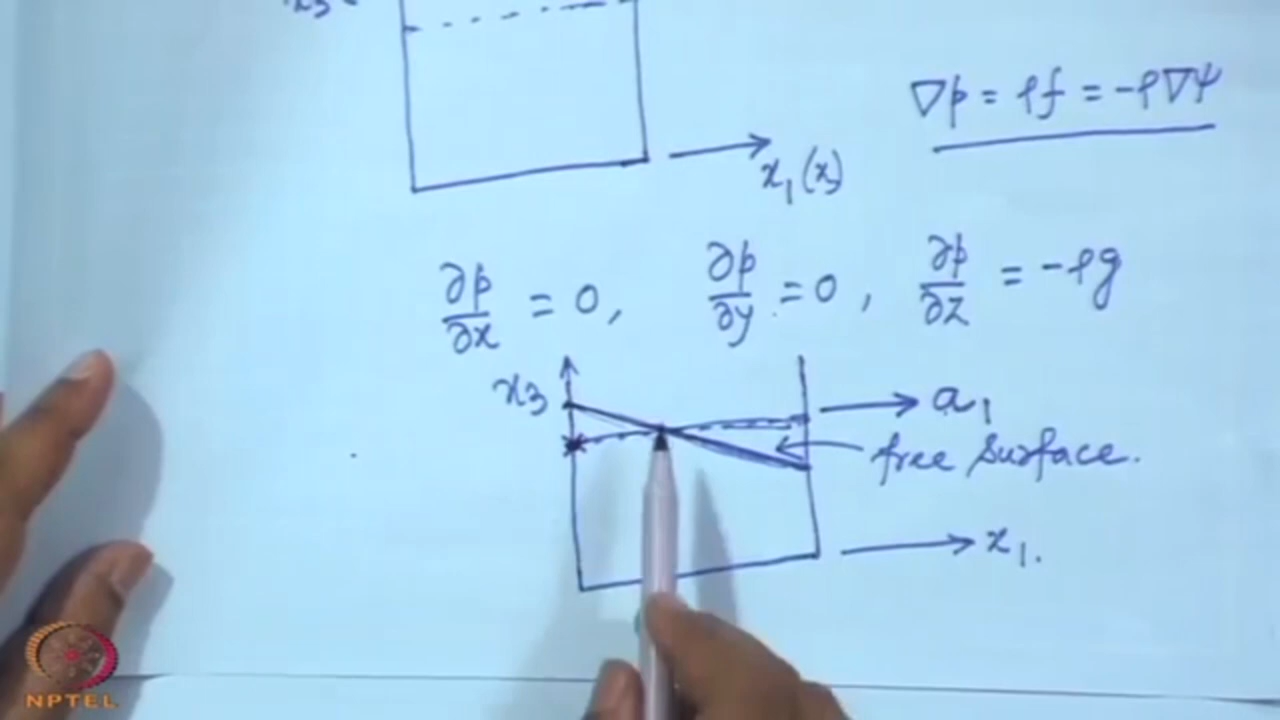 x₃
∇p = ρf = -ρ∇ψ
x₁(x)
∂p/∂x = 0, ∂p/∂y = 0, ∂p/∂z = -ρg
x₃
a₁
free surface.
x₁.
NPTEL